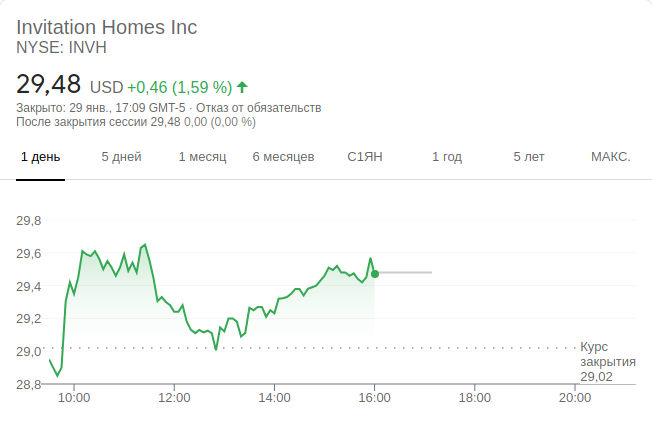 Invitation Homes Inc
NYSE: INVH
29,48 USD +0,46 (1,59 %)
Закрыто: 29 янв., 17:09 GMT-5 · Отказ от обязательств
После закрытия сессии 29,48 0,00 (0,00 %)
1 день 5 дней 1 месяц 6 месяцев С1ЯН 1 год 5 лет МАКС.
29,8
29,6
29,4
29,2
29,0
28,8
Курс
закрытия
29,02
10:00 12:00 14:00 16:00 18:00 20:00